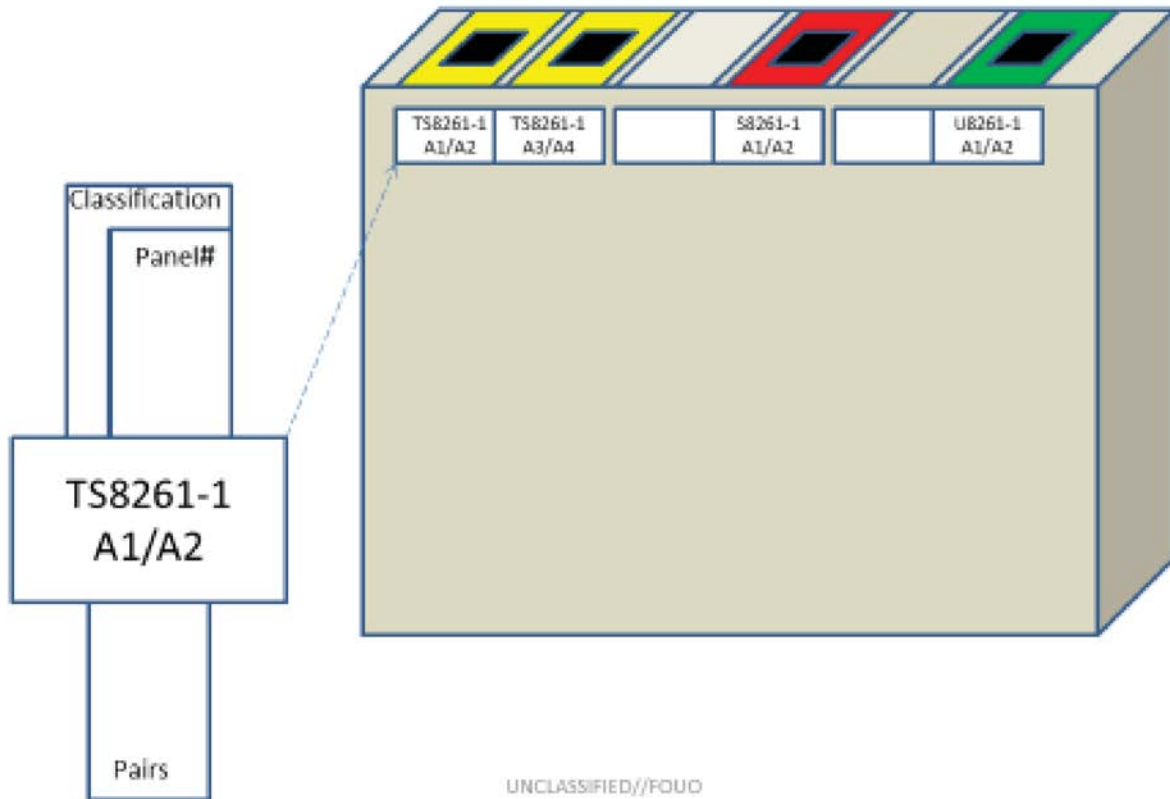 TS8261-1
A1/A2
TS8261-1
A3/A4
S8261-1
A1/A2
U8261-1
A1/A2
Classification
Panel#
TS8261-1
A1/A2
Pairs
UNCLASSIFIED//FOUO